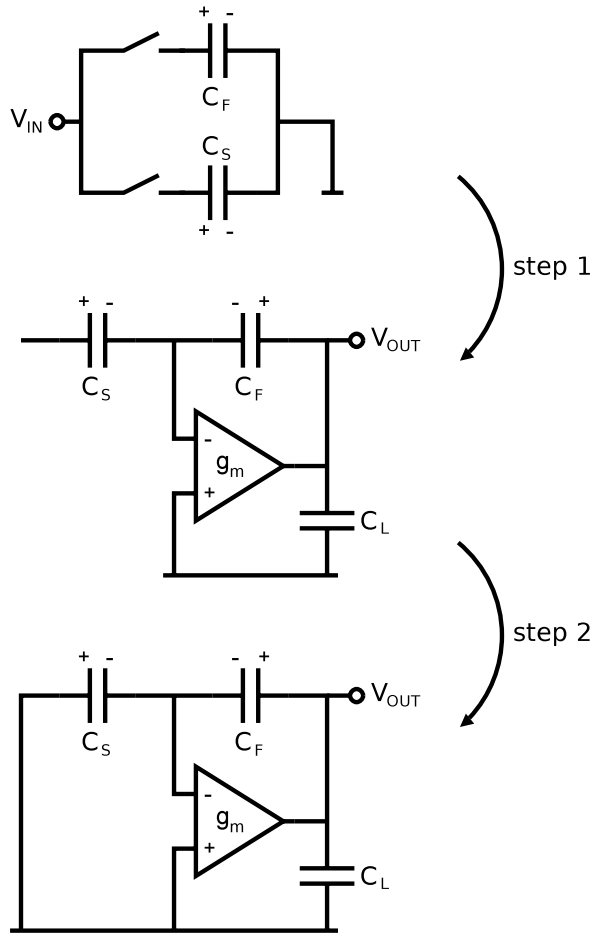 + -
V_IN
C_F
C_S
+ -
step 1
+ - - +
V_OUT
C_S C_F
-
g_m
+
C_L
step 2
+ - - +
V_OUT
C_S C_F
-
g_m
+
C_L